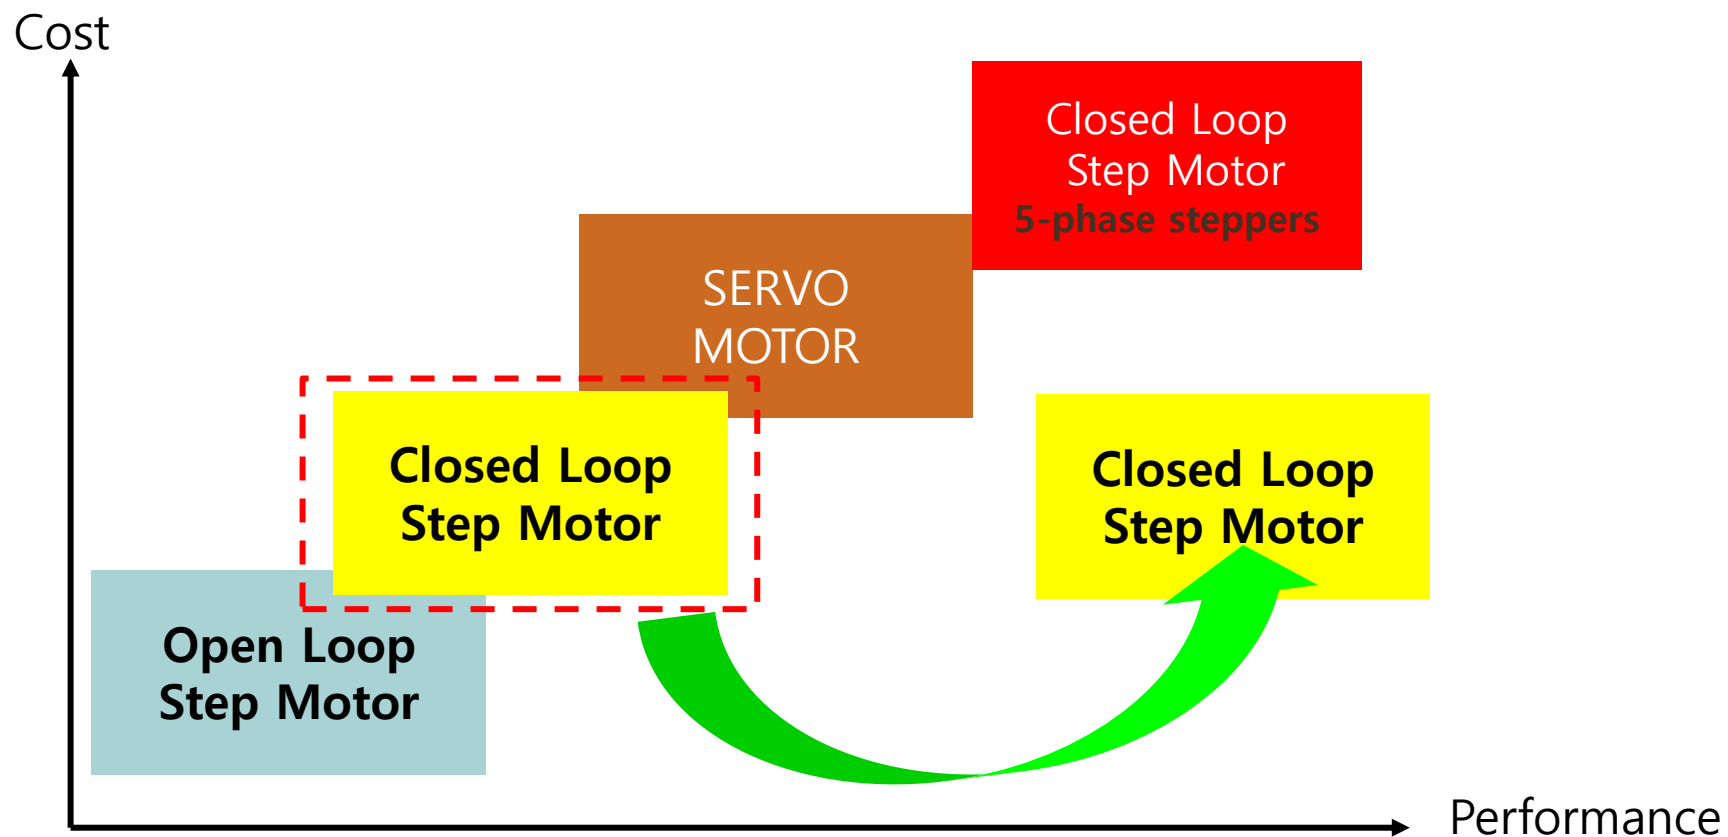 Cost
Closed Loop
Step Motor
5-phase steppers
SERVO
MOTOR
Closed Loop
Step Motor
Closed Loop
Step Motor
Open Loop
Step Motor
Performance